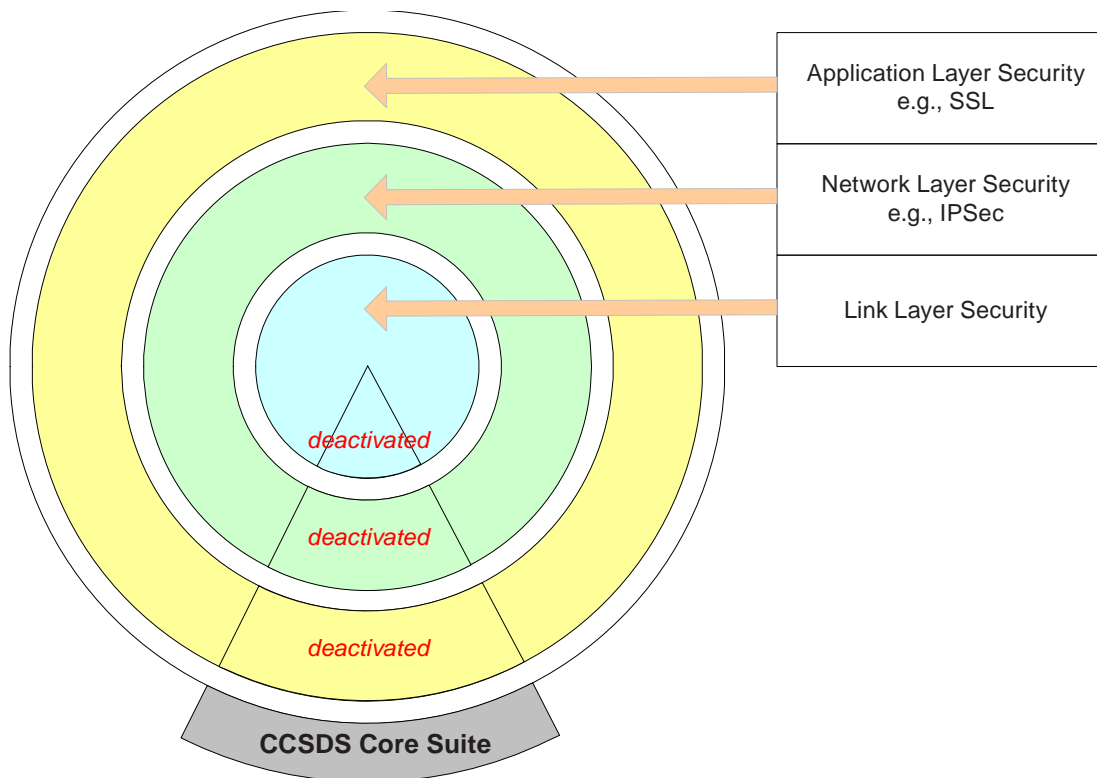 Application Layer Security
e.g., SSL
Network Layer Security
e.g., IPSec
Link Layer Security
deactivated
deactivated
deactivated
CCSDS Core Suite